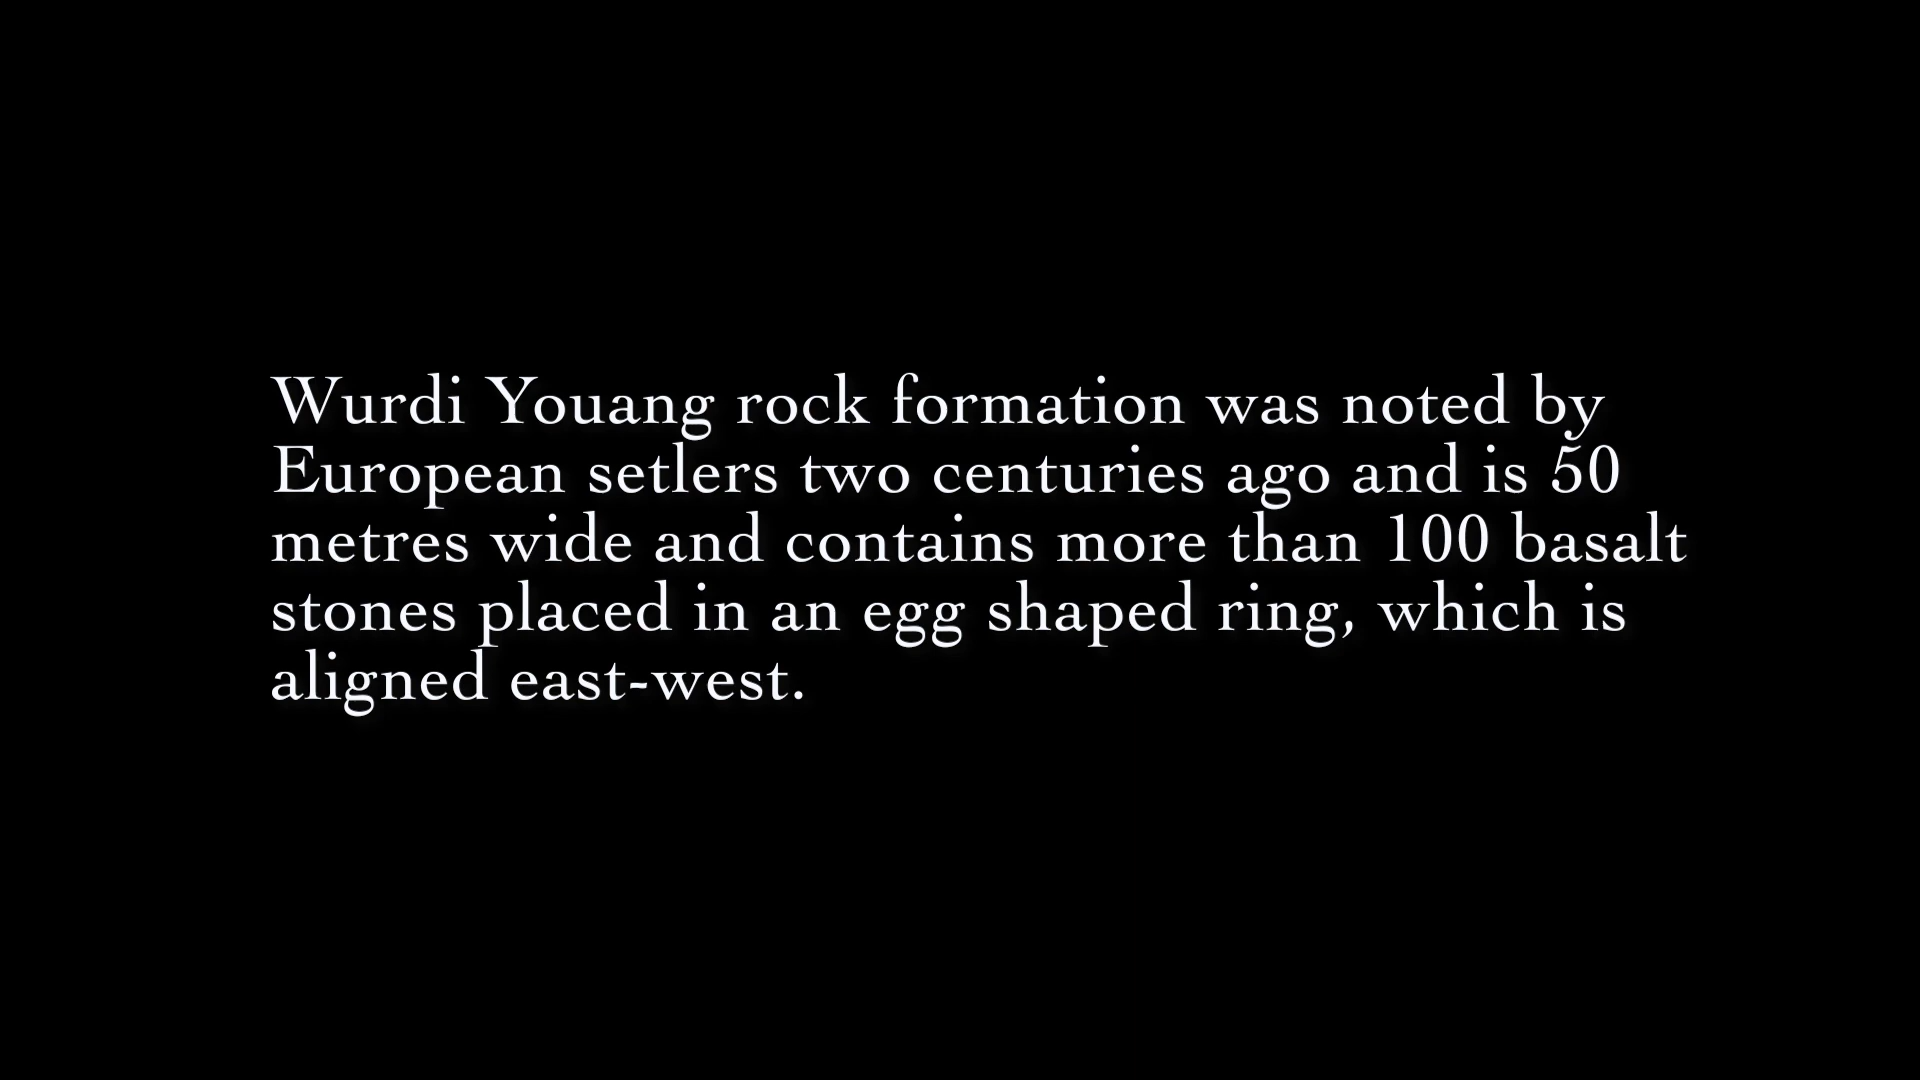 Wurdi Youang rock formation was noted by
European setlers two centuries ago and is 50
metres wide and contains more than 100 basalt
stones placed in an egg shaped ring, which is
aligned east-west.